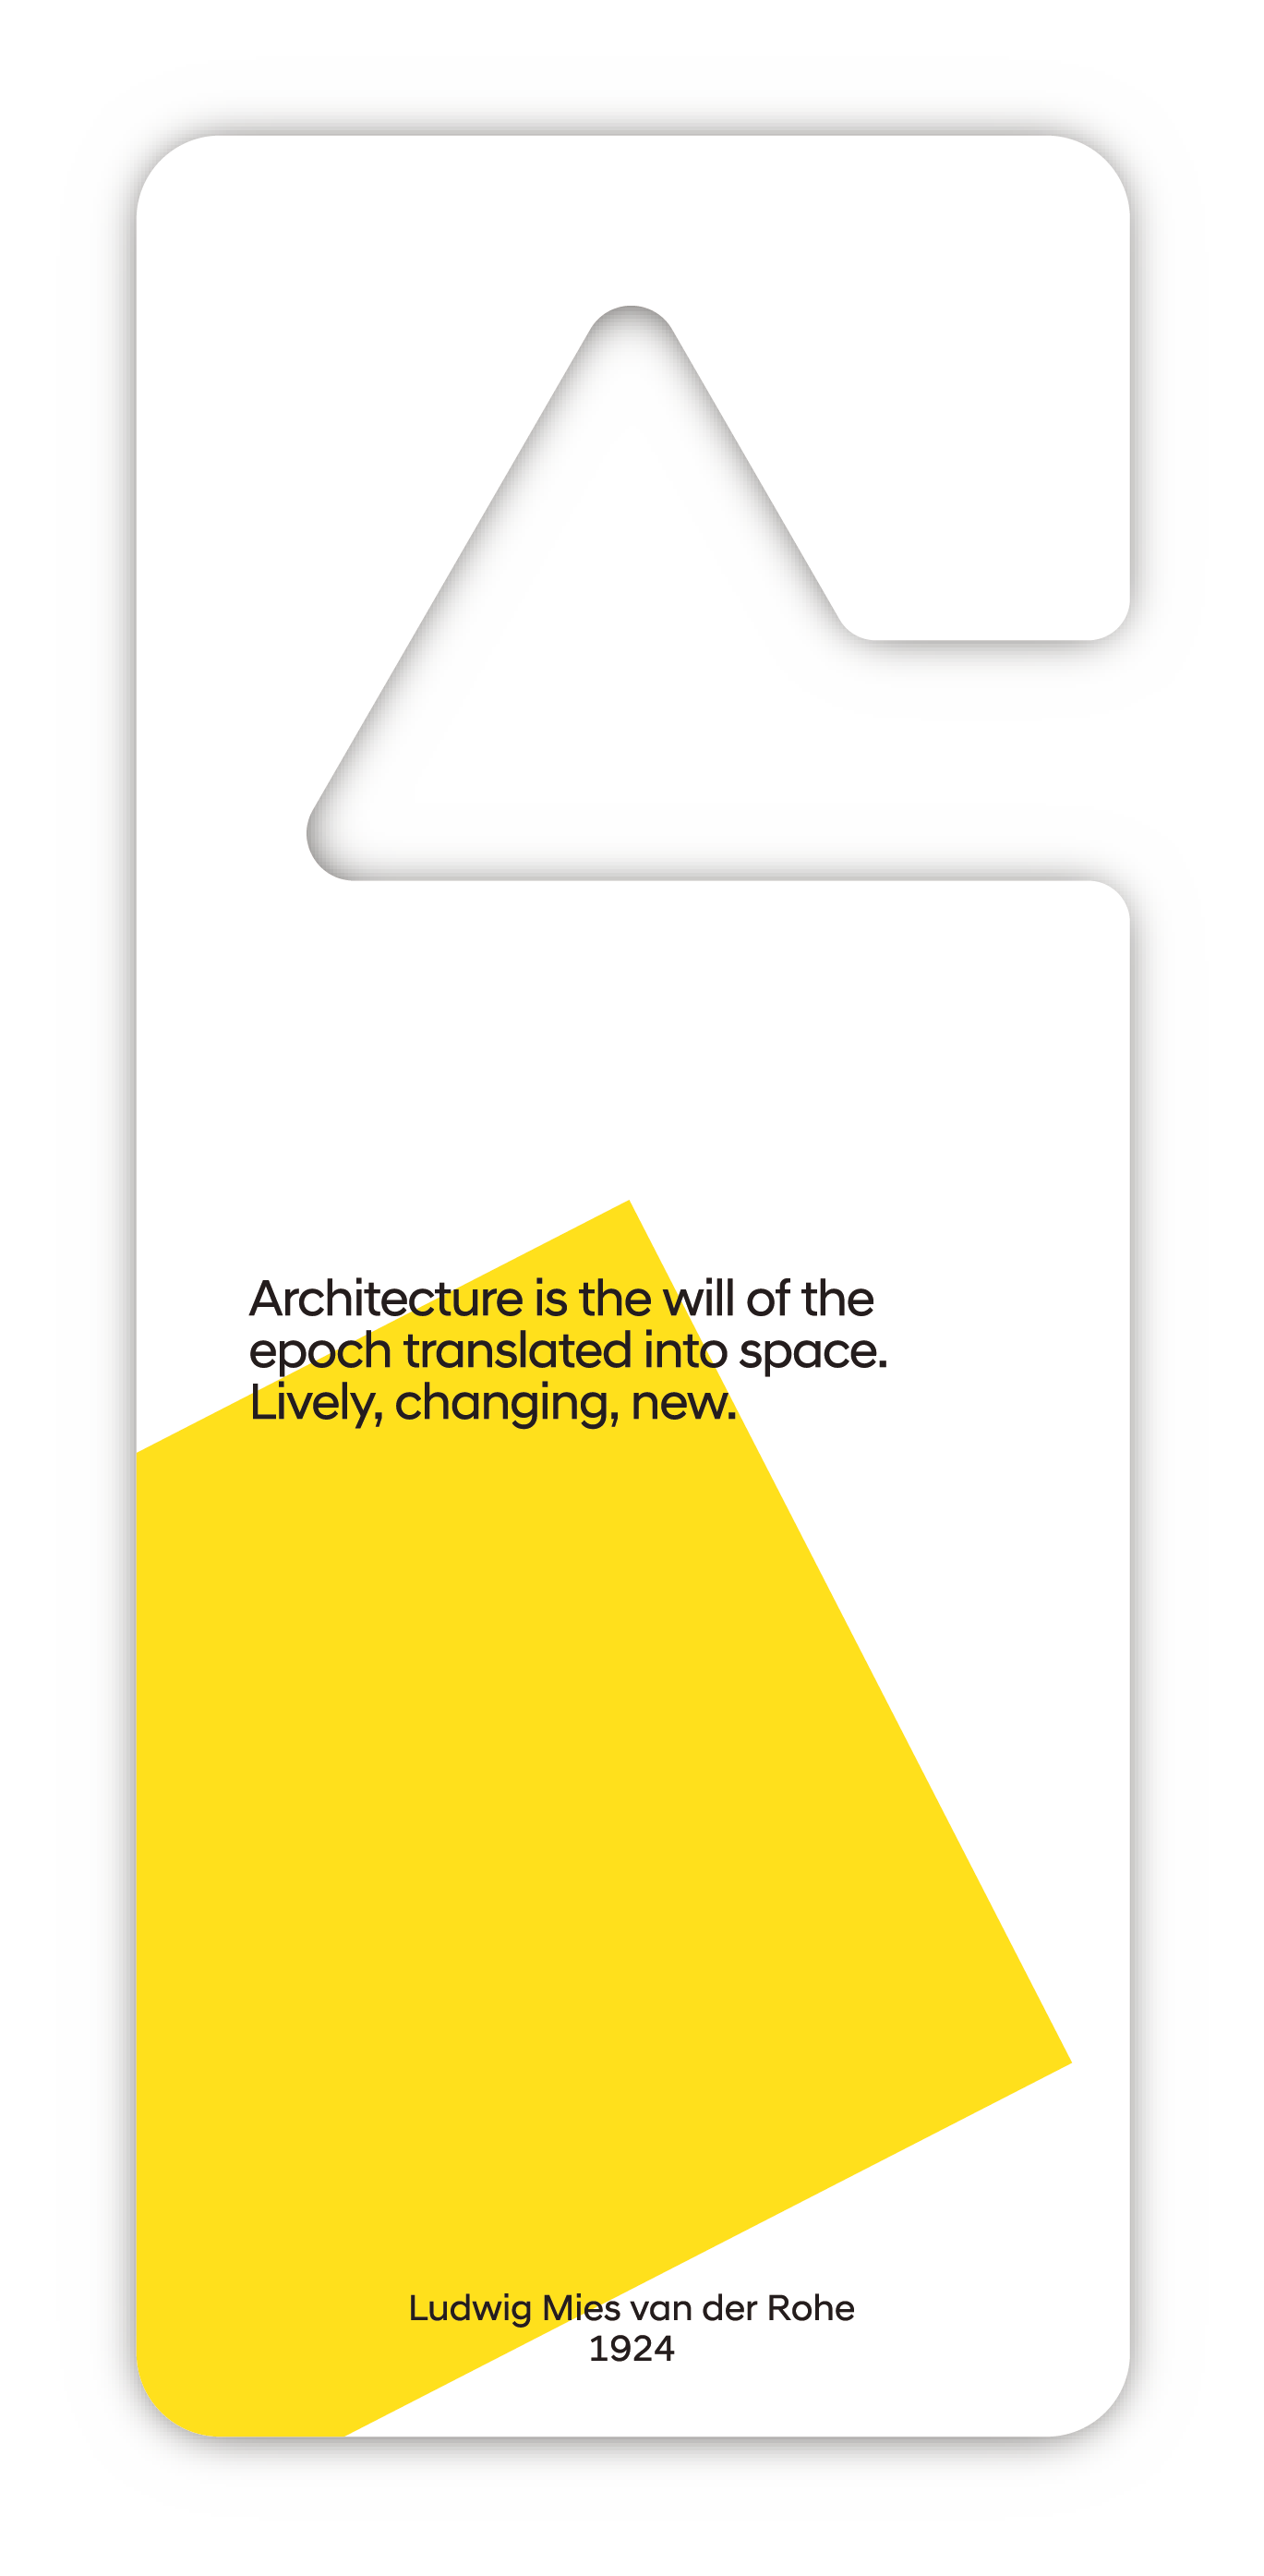 Architecture is the will of the
epoch translated into space.
Lively, changing, new.
Ludwig Mies van der Rohe
1924